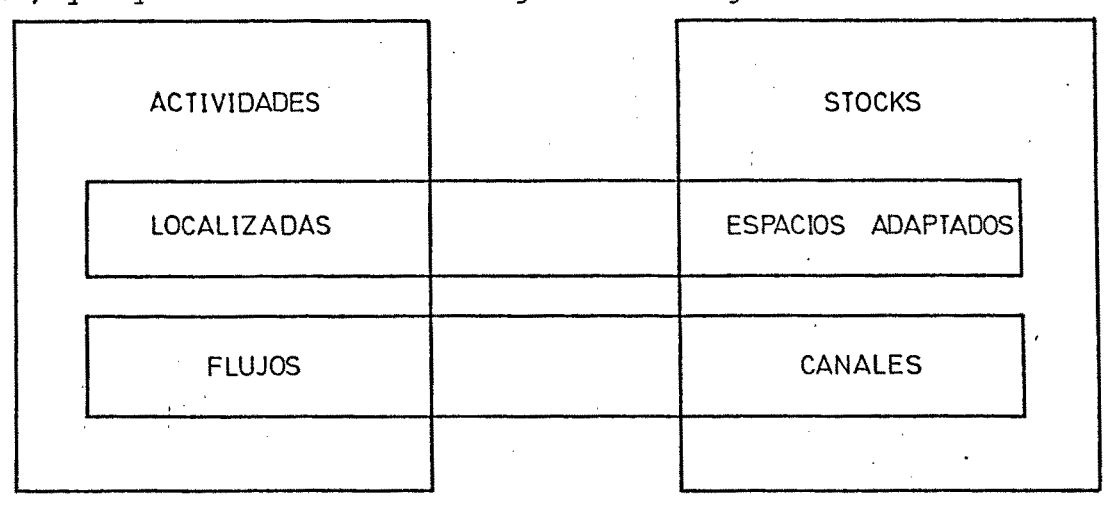 ACTIVIDADES STOCKS
LOCALIZADAS ESPACIOS ADAPTADOS
FLUJOS CANALES